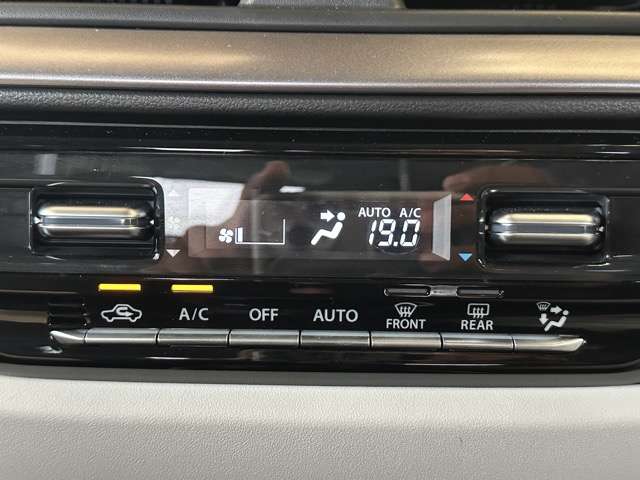 AUTO A/C
19.0
A/C OFF AUTO FRONT REAR